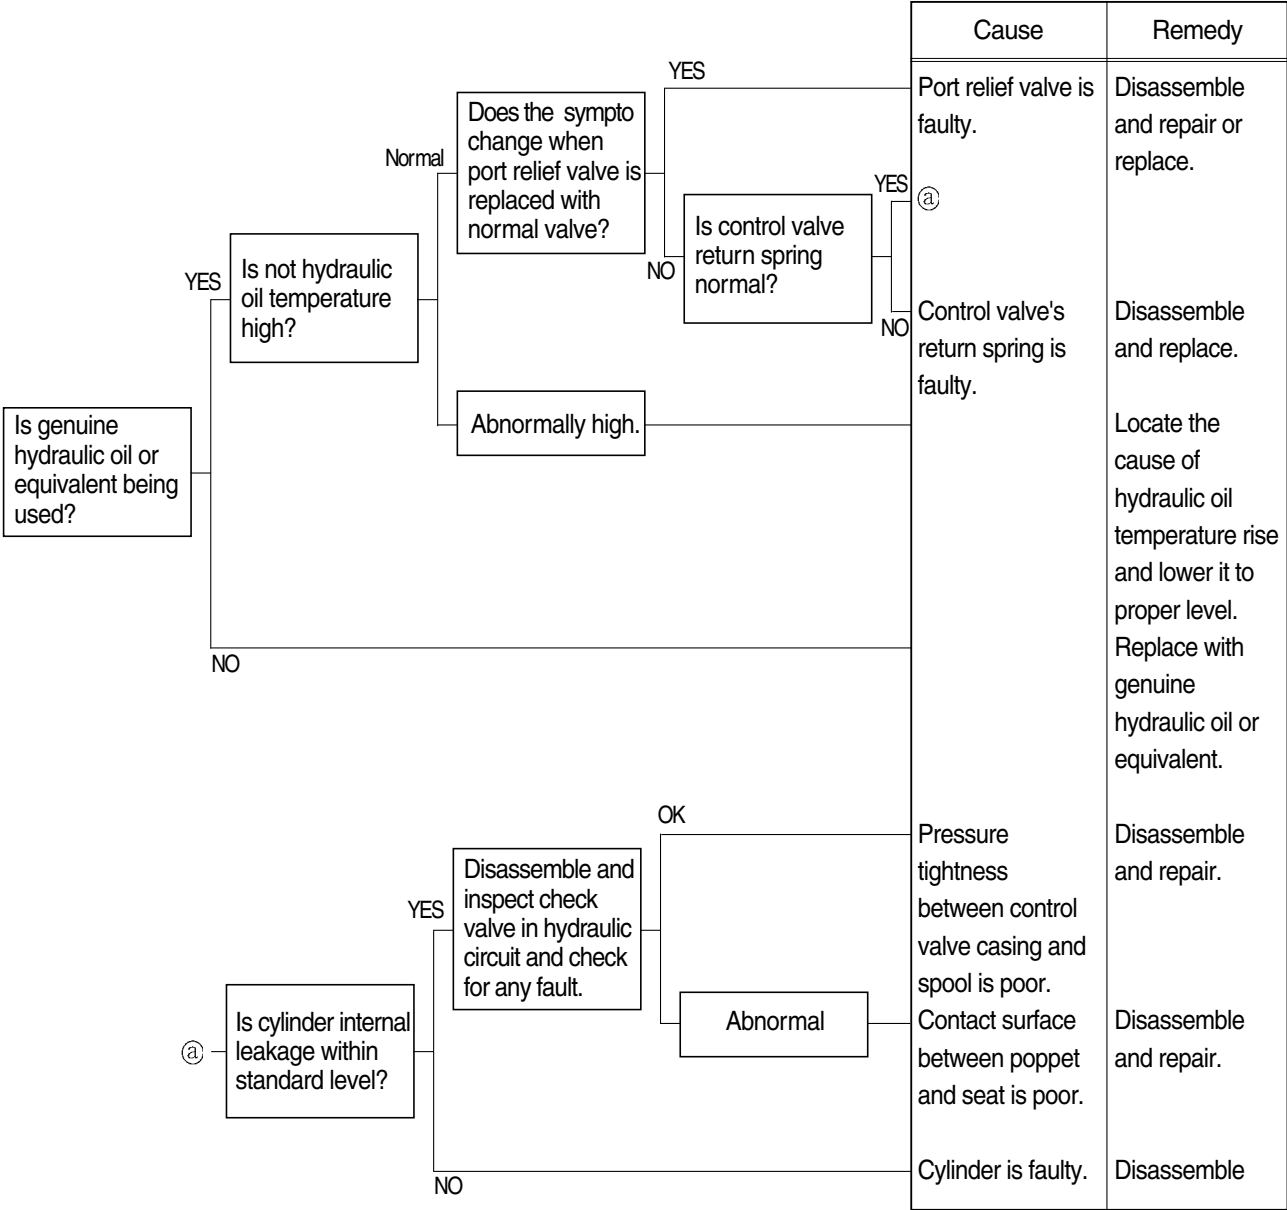 Cause
Remedy
YES
Port relief valve is
faulty.
Disassemble
and repair or
replace.
Does the sympto
change when
port relief valve is
replaced with
normal valve?
Normal
YES
ⓐ
Is control valve
return spring
normal?
NO
Is not hydraulic
oil temperature
high?
YES
NO
Control valve's
return spring is
faulty.
Disassemble
and replace.
Abnormally high.
Is genuine
hydraulic oil or
equivalent being
used?
Locate the
cause of
hydraulic oil
temperature rise
and lower it to
proper level.
NO
Replace with
genuine
hydraulic oil or
equivalent.
OK
Pressure
tightness
between control
valve casing and
spool is poor.
Disassemble
and repair.
Disassemble and
inspect check
valve in hydraulic
circuit and check
for any fault.
YES
Abnormal
Contact surface
between poppet
and seat is poor.
Disassemble
and repair.
ⓐ
Is cylinder internal
leakage within
standard level?
NO
Cylinder is faulty.
Disassemble